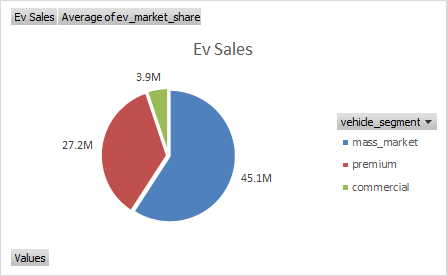 Ev Sales Average of ev_market_share
Ev Sales
3.9M
27.2M
45.1M
vehicle_segment
mass_market
premium
commercial
Values